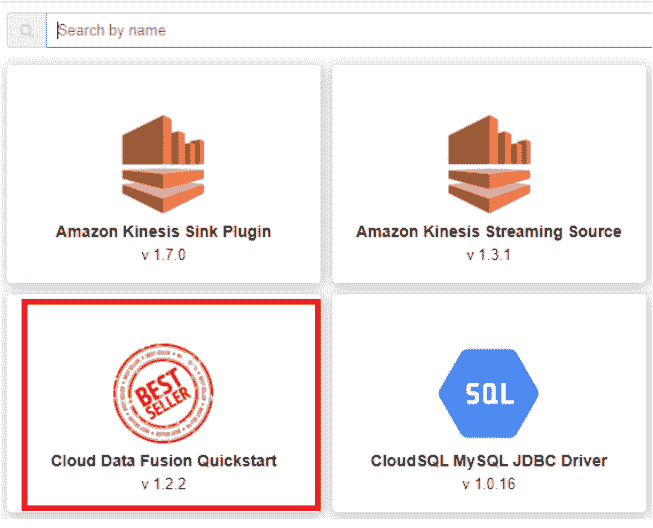 Search by name
Amazon Kinesis Sink Plugin
v 1.7.0
Amazon Kinesis Streaming Source
v 1.3.1
BEST
SELLER
Cloud Data Fusion Quickstart
v 1.2.2
SQL
CloudSQL MySQL JDBC Driver
v 1.0.16